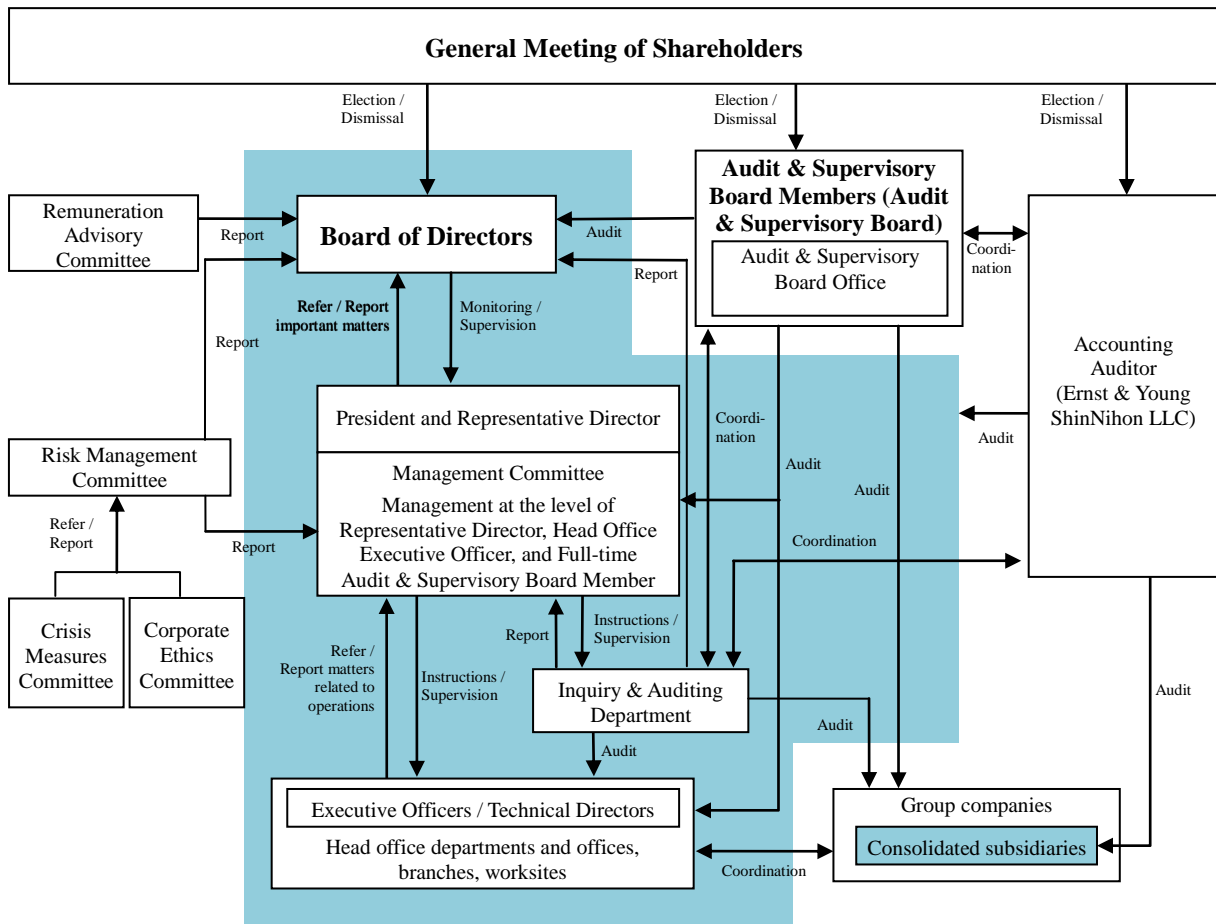 General Meeting of Shareholders
Election /
Dismissal
Election /
Dismissal
Election /
Dismissal
Remuneration
Advisory
Committee
Report
Board of Directors
Audit
Audit & Supervisory
Board Members (Audit
& Supervisory Board)
Audit & Supervisory
Board Office
Coordi-
nation
Report
Report
Refer / Report
important matters
Monitoring /
Supervision
Accounting
Auditor
(Ernst & Young
ShinNihon LLC)
President and Representative Director
Coordi-
nation
Audit
Risk Management
Committee
Management Committee
Management at the level of
Representative Director, Head Office
Executive Officer, and Full-time
Audit & Supervisory Board Member
Audit
Audit
Refer /
Report
Report
Coordination
Crisis
Measures
Committee
Corporate
Ethics
Committee
Refer /
Report matters
related to
operations
Instructions /
Supervision
Report
Instructions /
Supervision
Inquiry & Auditing
Department
Audit
Audit
Audit
Executive Officers / Technical Directors
Head office departments and offices,
branches, worksites
Coordination
Group companies
Consolidated subsidiaries